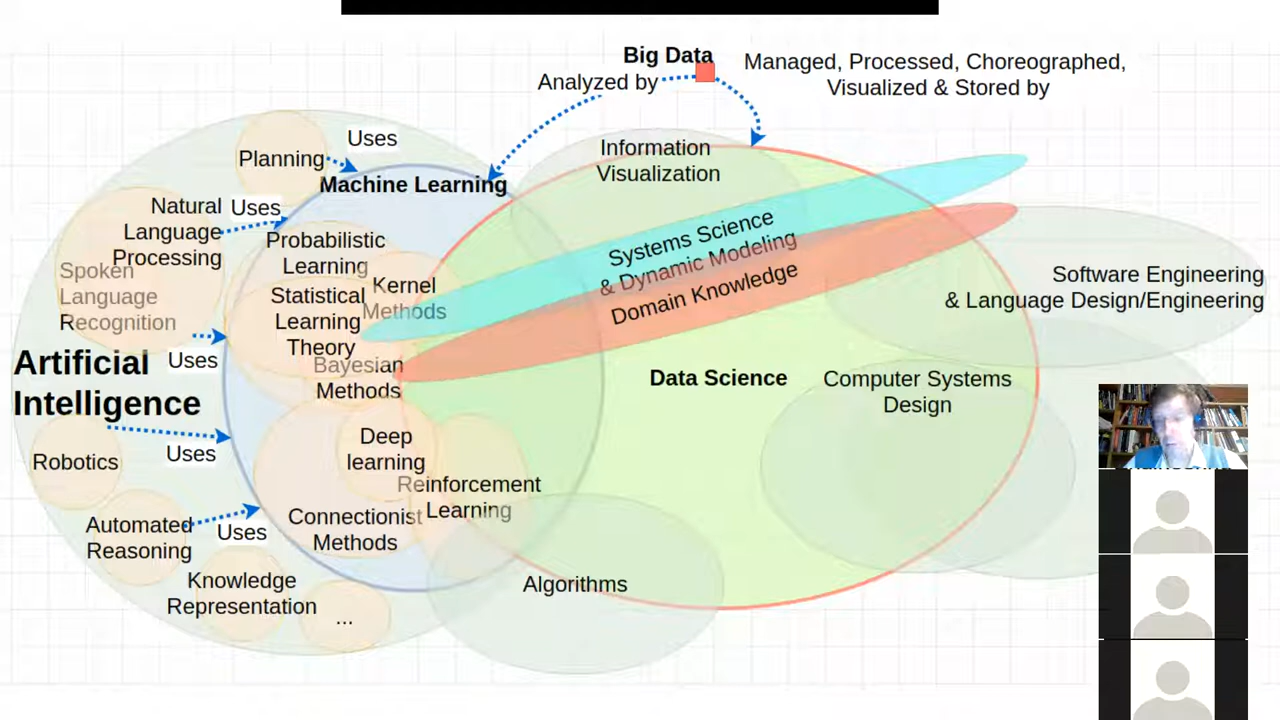 Big Data
Analyzed by
Managed, Processed, Choreographed,
Visualized & Stored by
Uses
Planning
Machine Learning
Information
Visualization
Natural
Language
Processing
Uses
Spoken
Language
Recognition
Uses
Probabilistic
Learning
Kernel
Methods
Statistical
Learning
Theory
Bayesian
Methods
Systems Science
& Dynamic Modeling
Domain Knowledge
Software Engineering
& Language Design/Engineering
Artificial
Intelligence
Uses
Data Science
Computer Systems
Design
Robotics
Deep
learning
Reinforcement
Learning
Automated
Reasoning
Uses
Connectionist
Methods
Knowledge
Representation
...
Algorithms